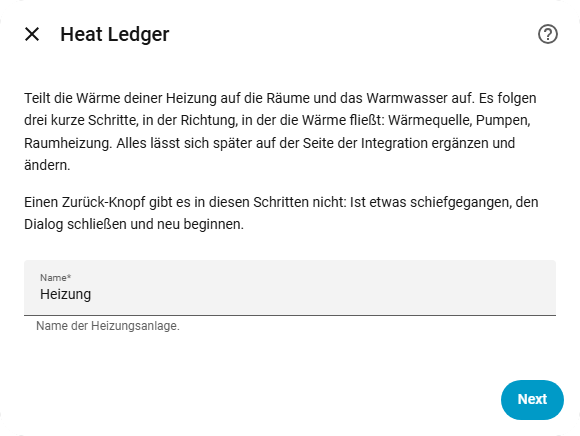 Heat Ledger
Teilt die Wärme deiner Heizung auf die Räume und das Warmwasser auf. Es folgen
drei kurze Schritte, in der Richtung, in der die Wärme fließt: Wärmequelle, Pumpen,
Raumheizung. Alles lässt sich später auf der Seite der Integration ergänzen und
ändern.
Einen Zurück-Knopf gibt es in diesen Schritten nicht: Ist etwas schiefgegangen, den
Dialog schließen und neu beginnen.
Name*
Heizung
Name der Heizungsanlage.
Next